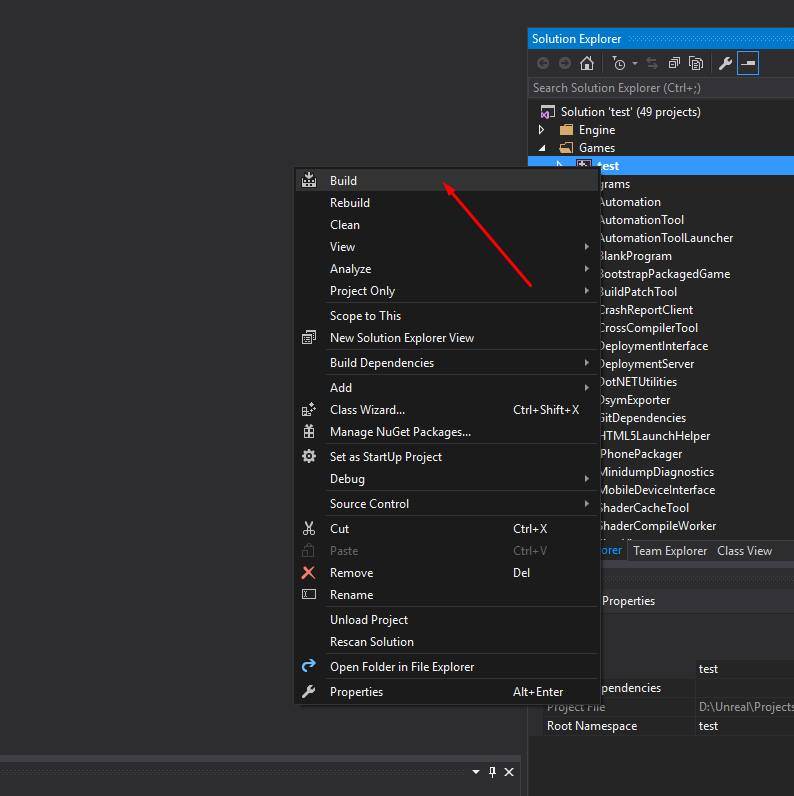 Solution Explorer
Search Solution Explorer (Ctrl+;)
Solution 'test' (49 projects)
Engine
Games
test
grams
Automation
AutomationTool
AutomationToolLauncher
BlankProgram
BootstrapPackagedGame
BuildPatchTool
CrashReportClient
CrossCompilerTool
DeploymentInterface
DeploymentServer
DotNETUtilities
DsymExporter
GitDependencies
HTML5LaunchHelper
iPhonePackager
MinidumpDiagnostics
MobileDeviceInterface
ShaderCacheTool
ShaderCompileWorker
Build
Rebuild
Clean
View
Analyze
Project Only
Scope to This
New Solution Explorer View
Build Dependencies
Add
Class Wizard... Ctrl+Shift+X
Manage NuGet Packages...
Set as StartUp Project
Debug
Source Control
Cut Ctrl+X
Paste Ctrl+V
Remove Del
Rename
Unload Project
Rescan Solution
Open Folder in File Explorer
Properties Alt+Enter
orer Team Explorer Class View
Properties
test
pendencies
Project File D:\Unreal\Projects
Root Namespace test